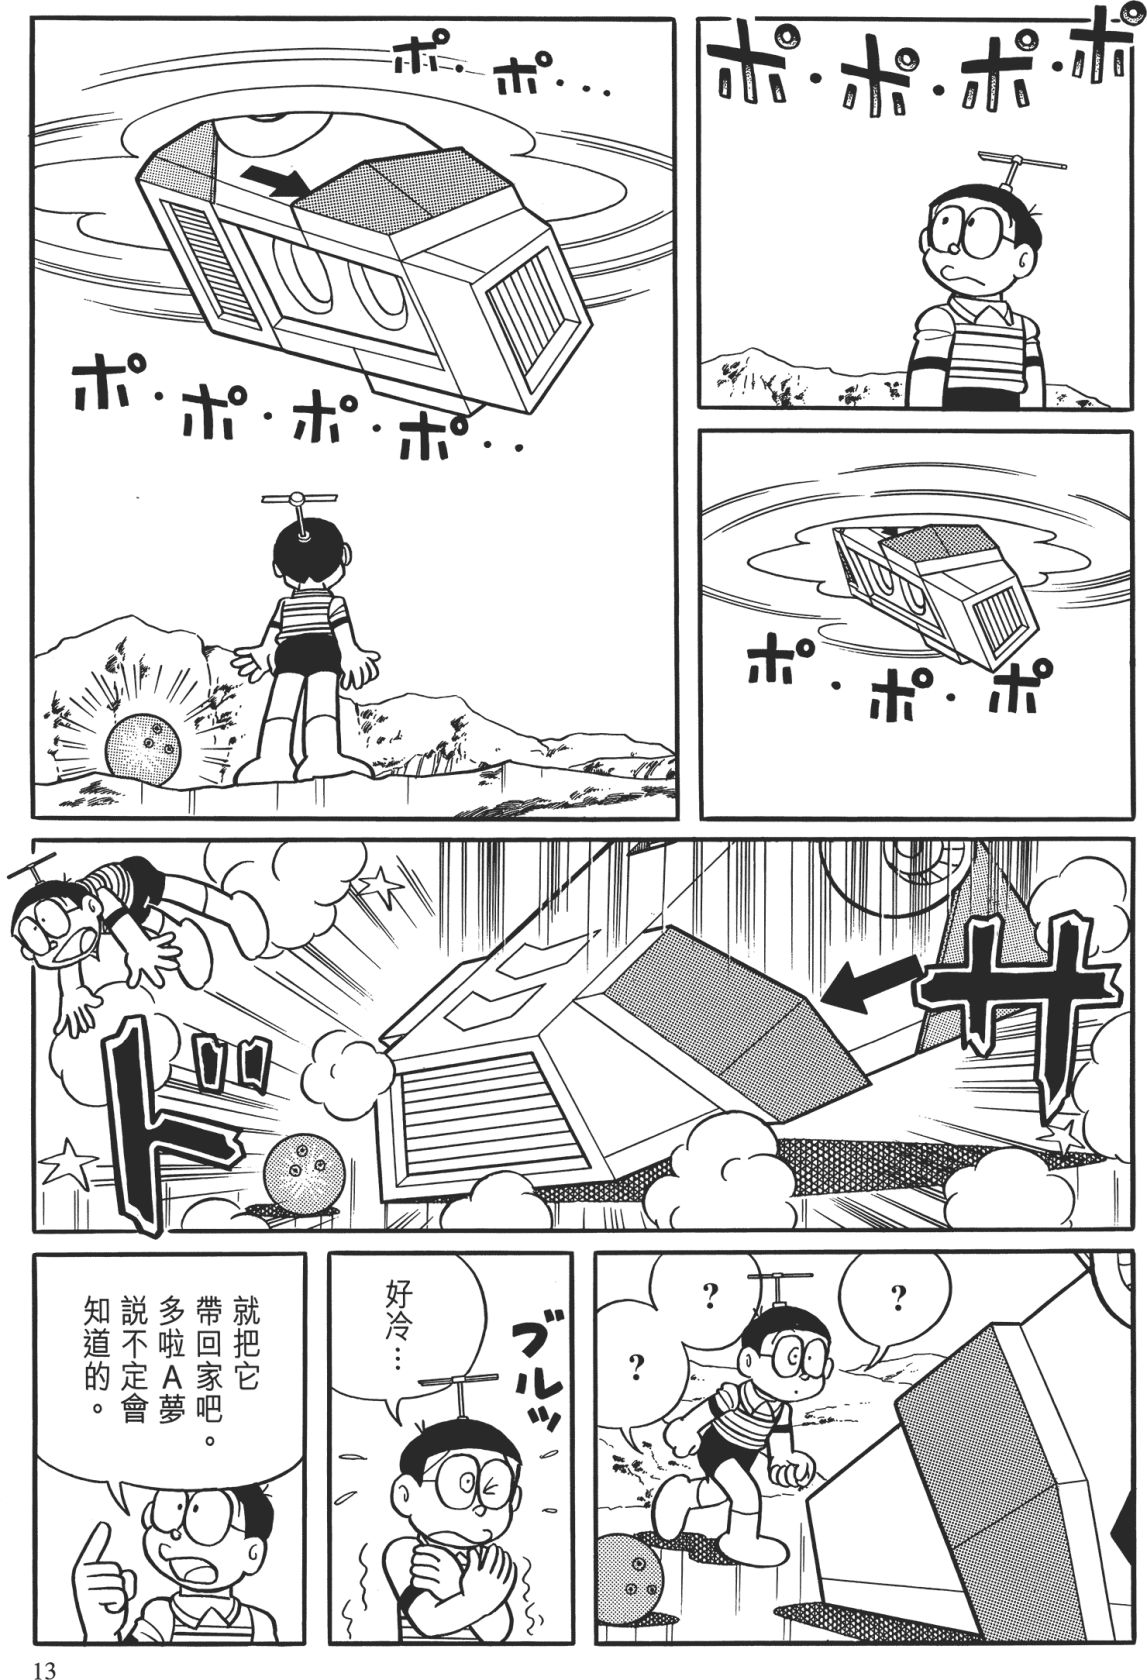 ポ・ポ・ポ・ポ
ポ・ポ・ポ
ポ・ポ・・・
ポ・ポ・ポ・ポ・・
ドサッ
?
?
?
好冷…
ブルッ
就把它
帶回家吧。
多啦A夢
說不定會
知道的。
13